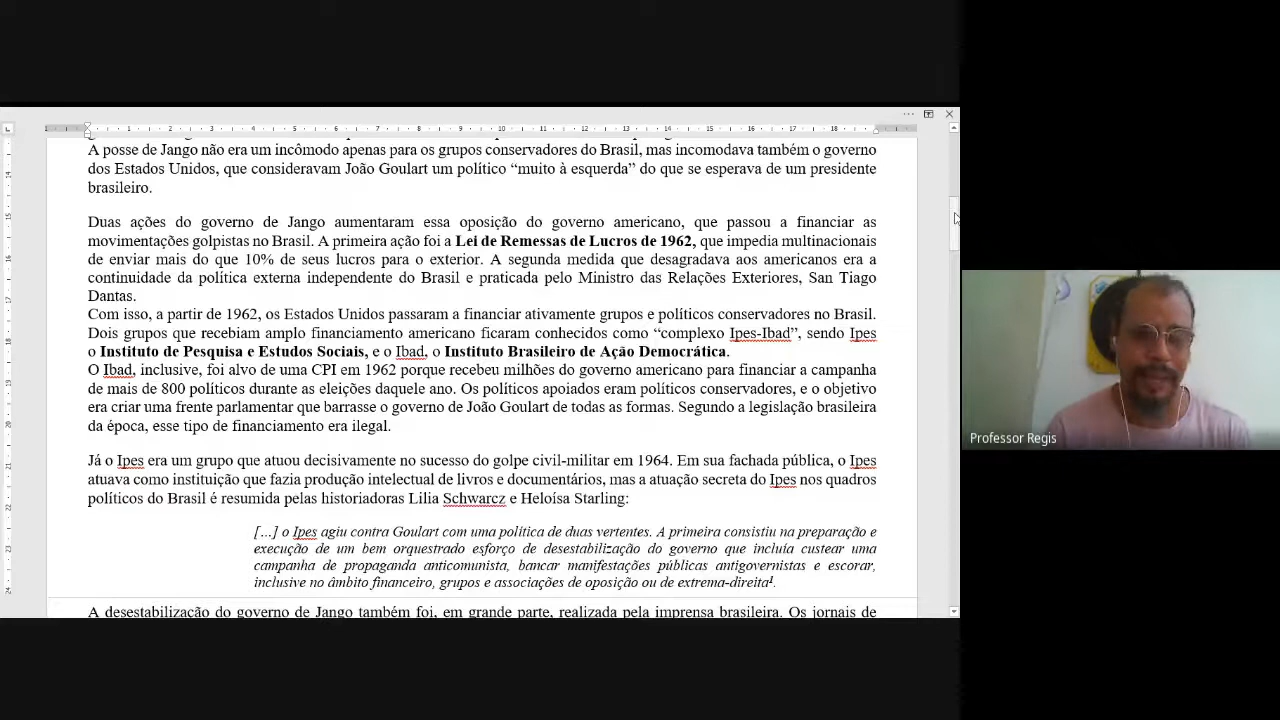 A posse de Jango não era um incômodo apenas para os grupos conservadores do Brasil, mas incomodava também o governo
dos Estados Unidos, que consideravam João Goulart um político “muito à esquerda” do que se esperava de um presidente
brasileiro.
Duas ações do governo de Jango aumentaram essa oposição do governo americano, que passou a financiar as
movimentações golpistas no Brasil. A primeira ação foi a Lei de Remessas de Lucros de 1962, que impedia multinacionais
de enviar mais do que 10% de seus lucros para o exterior. A segunda medida que desagradava aos americanos era a
continuidade da política externa independente do Brasil e praticada pelo Ministro das Relações Exteriores, San Tiago
Dantas.
Com isso, a partir de 1962, os Estados Unidos passaram a financiar ativamente grupos e políticos conservadores no Brasil.
Dois grupos que recebiam amplo financiamento americano ficaram conhecidos como “complexo Ipes-Ibad”, sendo Ipes
o Instituto de Pesquisa e Estudos Sociais, e o Ibad, o Instituto Brasileiro de Ação Democrática.
O Ibad, inclusive, foi alvo de uma CPI em 1962 porque recebeu milhões do governo americano para financiar a campanha
de mais de 800 políticos durante as eleições daquele ano. Os políticos apoiados eram políticos conservadores, e o objetivo
era criar uma frente parlamentar que barrasse o governo de João Goulart de todas as formas. Segundo a legislação brasileira
da época, esse tipo de financiamento era ilegal.
Já o Ipes era um grupo que atuou decisivamente no sucesso do golpe civil-militar em 1964. Em sua fachada pública, o Ipes
atuava como instituição que fazia produção intelectual de livros e documentários, mas a atuação secreta do Ipes nos quadros
políticos do Brasil é resumida pelas historiadoras Lilia Schwarcz e Heloísa Starling:
[…] o Ipes agiu contra Goulart com uma política de duas vertentes. A primeira consistiu na preparação e
execução de um bem orquestrado esforço de desestabilização do governo que incluía custear uma
campanha de propaganda anticomunista, bancar manifestações públicas antigovernistas e escorar,
inclusive no âmbito financeiro, grupos e associações de oposição ou de extrema-direita¹.
A desestabilização do governo de Jango também foi, em grande parte, realizada pela imprensa brasileira. Os jornais de
Professor Regis